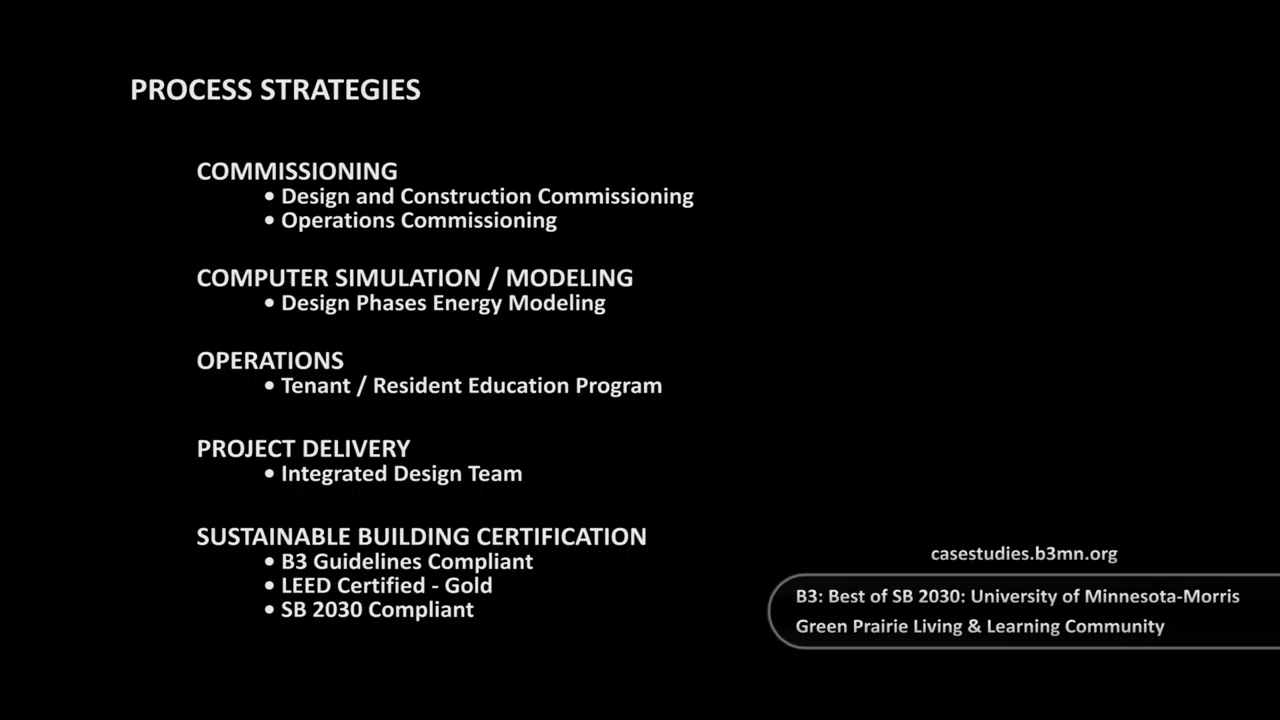 PROCESS STRATEGIES
COMMISSIONING
• Design and Construction Commissioning
• Operations Commissioning
COMPUTER SIMULATION / MODELING
• Design Phases Energy Modeling
OPERATIONS
• Tenant / Resident Education Program
PROJECT DELIVERY
• Integrated Design Team
SUSTAINABLE BUILDING CERTIFICATION
• B3 Guidelines Compliant
• LEED Certified - Gold
• SB 2030 Compliant
casestudies.b3mn.org
B3: Best of SB 2030: University of Minnesota-Morris
Green Prairie Living & Learning Community